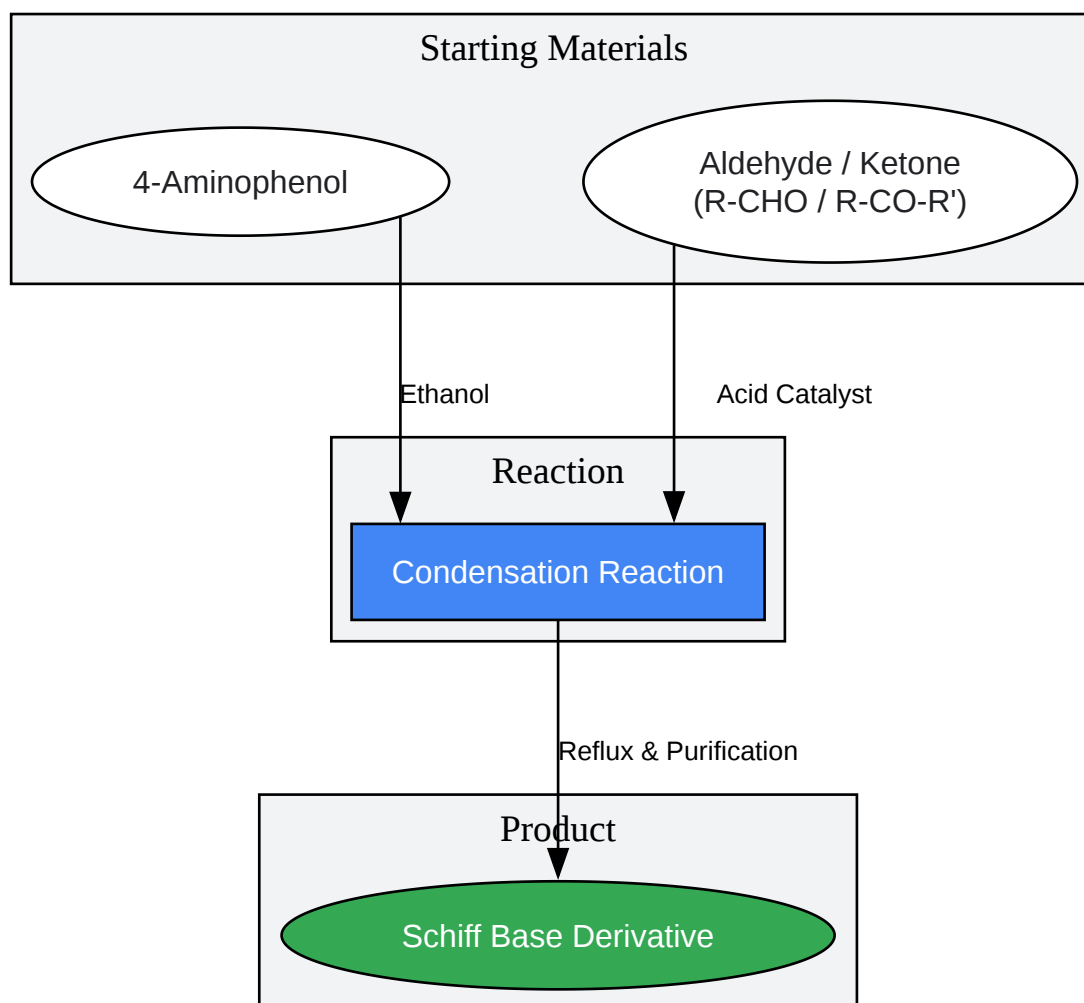 Starting Materials
4-Aminophenol
Aldehyde / Ketone
(R-CHO / R-CO-R')
Ethanol
Acid Catalyst
Reaction
Condensation Reaction
Reflux & Purification
Product
Schiff Base Derivative